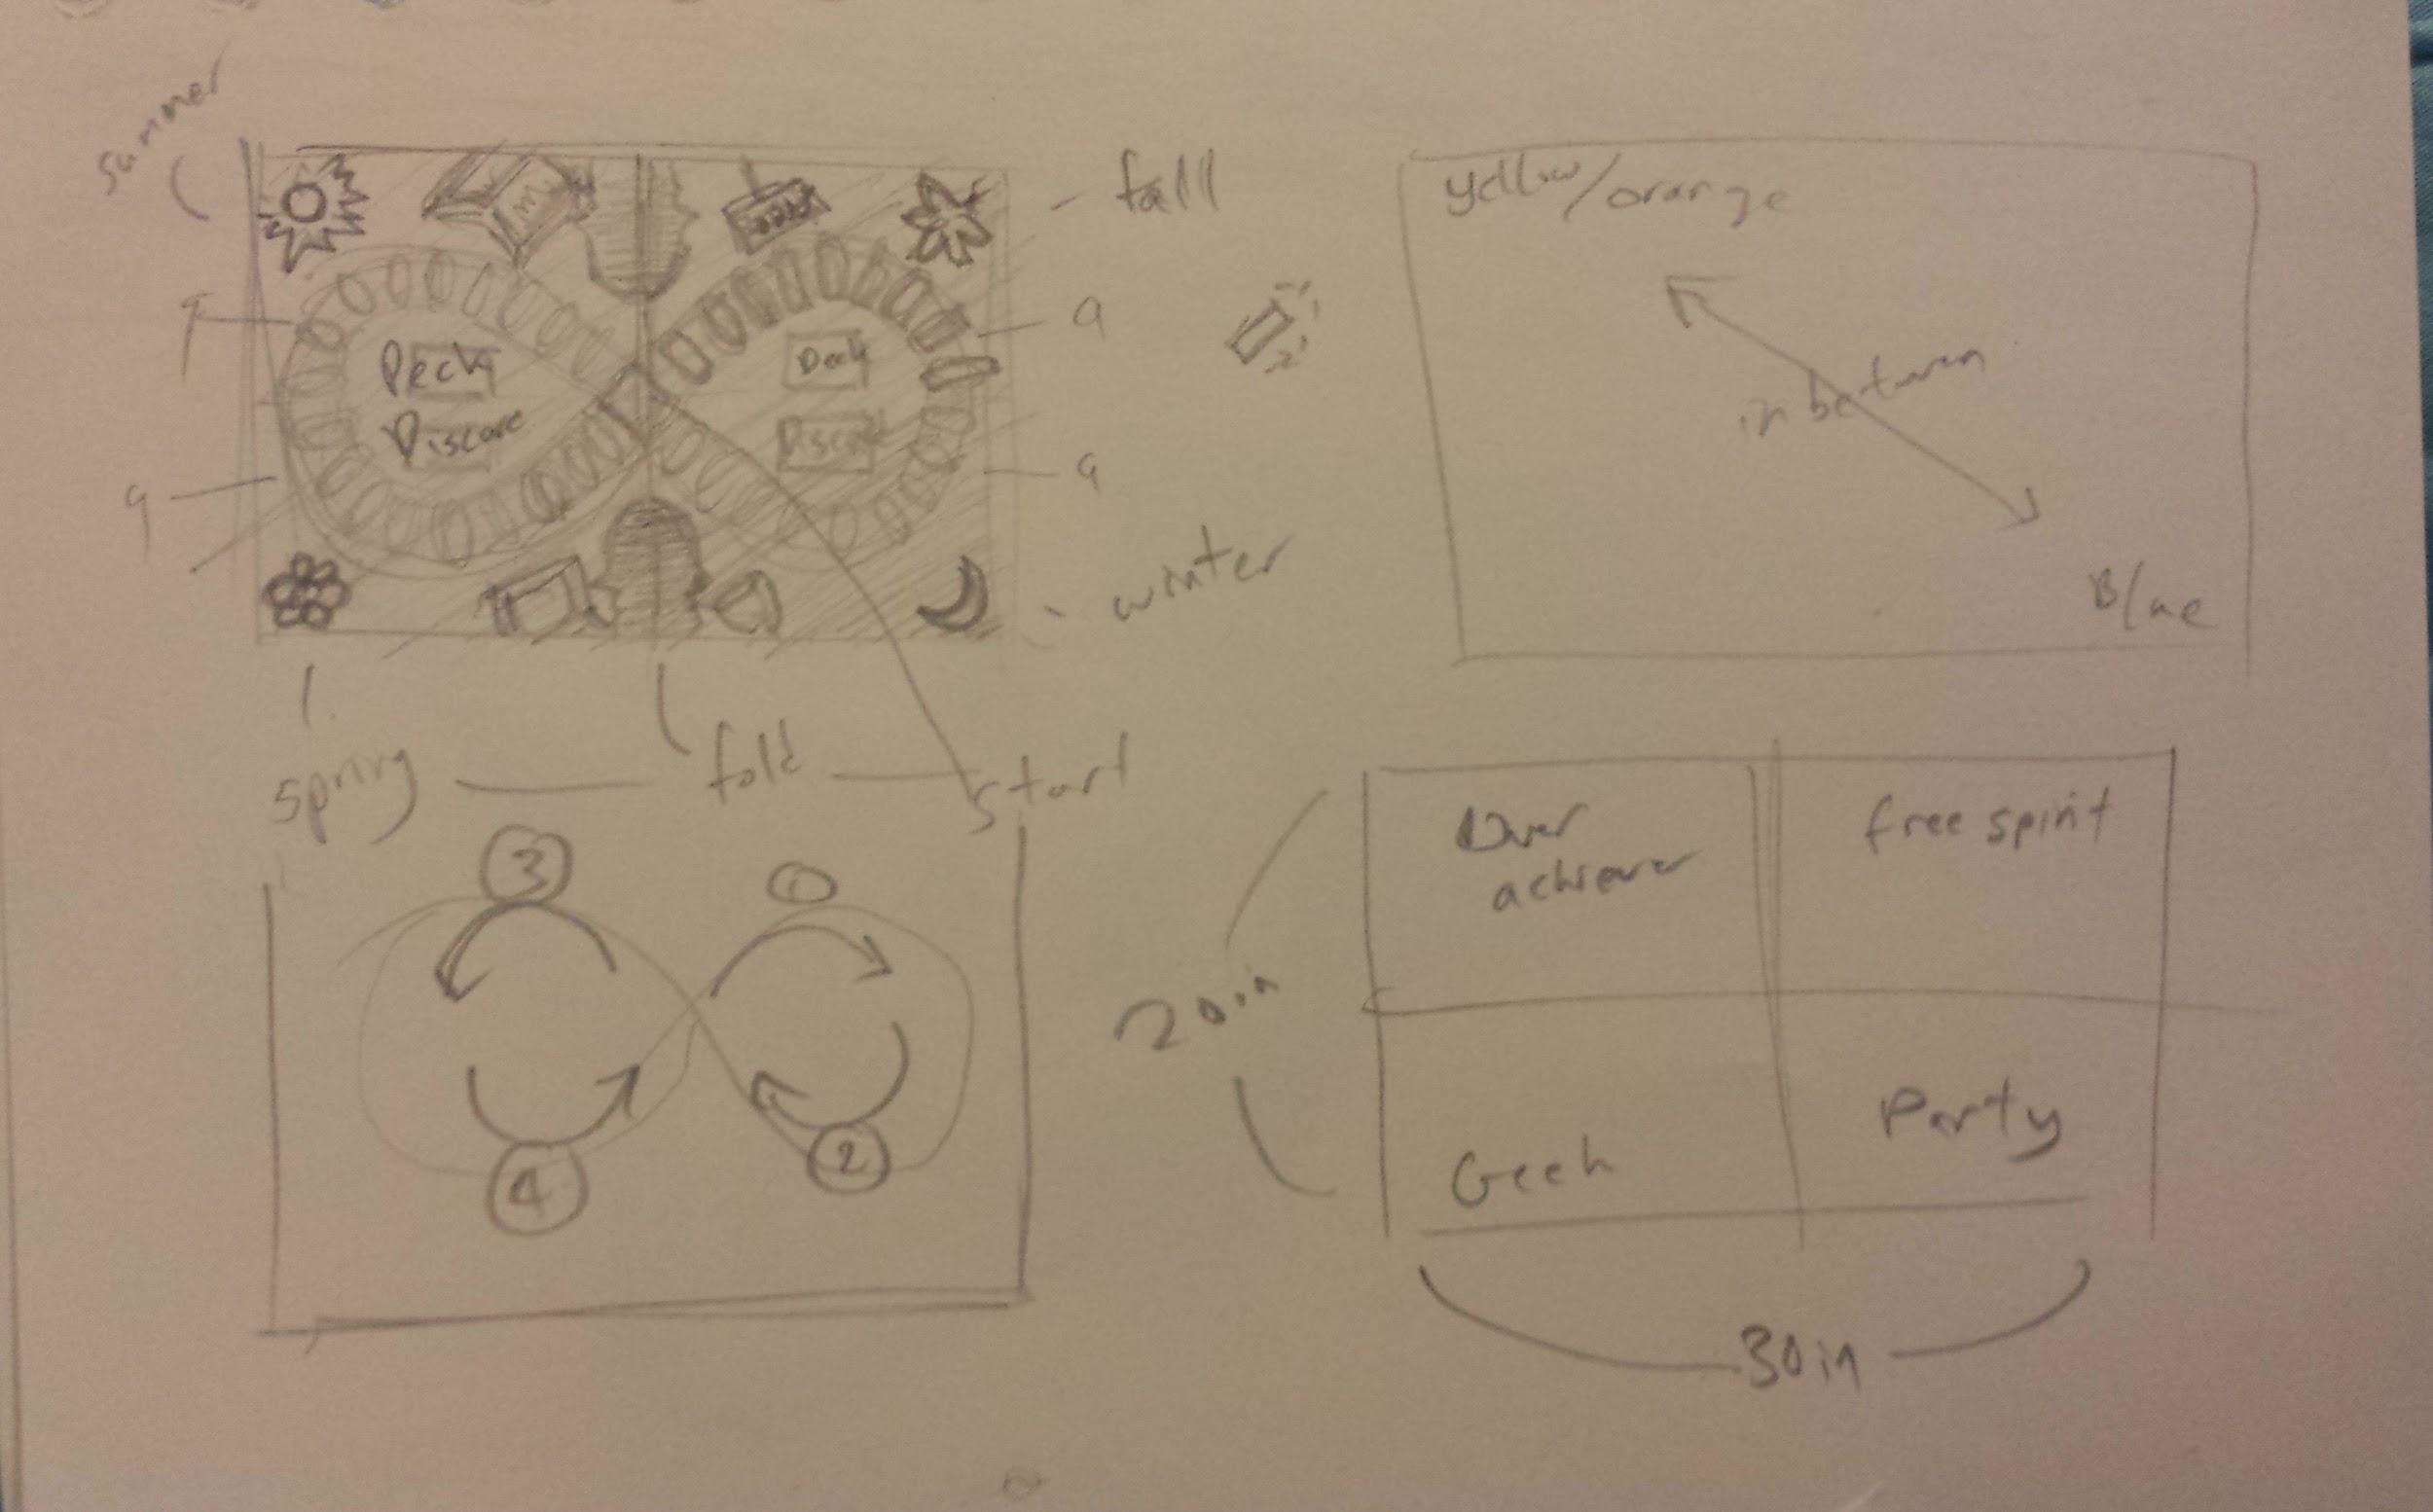 Summer
fall
9
9
9
9
Deck
Discard
Deck
Discard
winter
spring
fold
start
yellow/orange
in between
Blue
3
1
4
2
20in
Over
achiever
free spirit
Geek
Party
30in